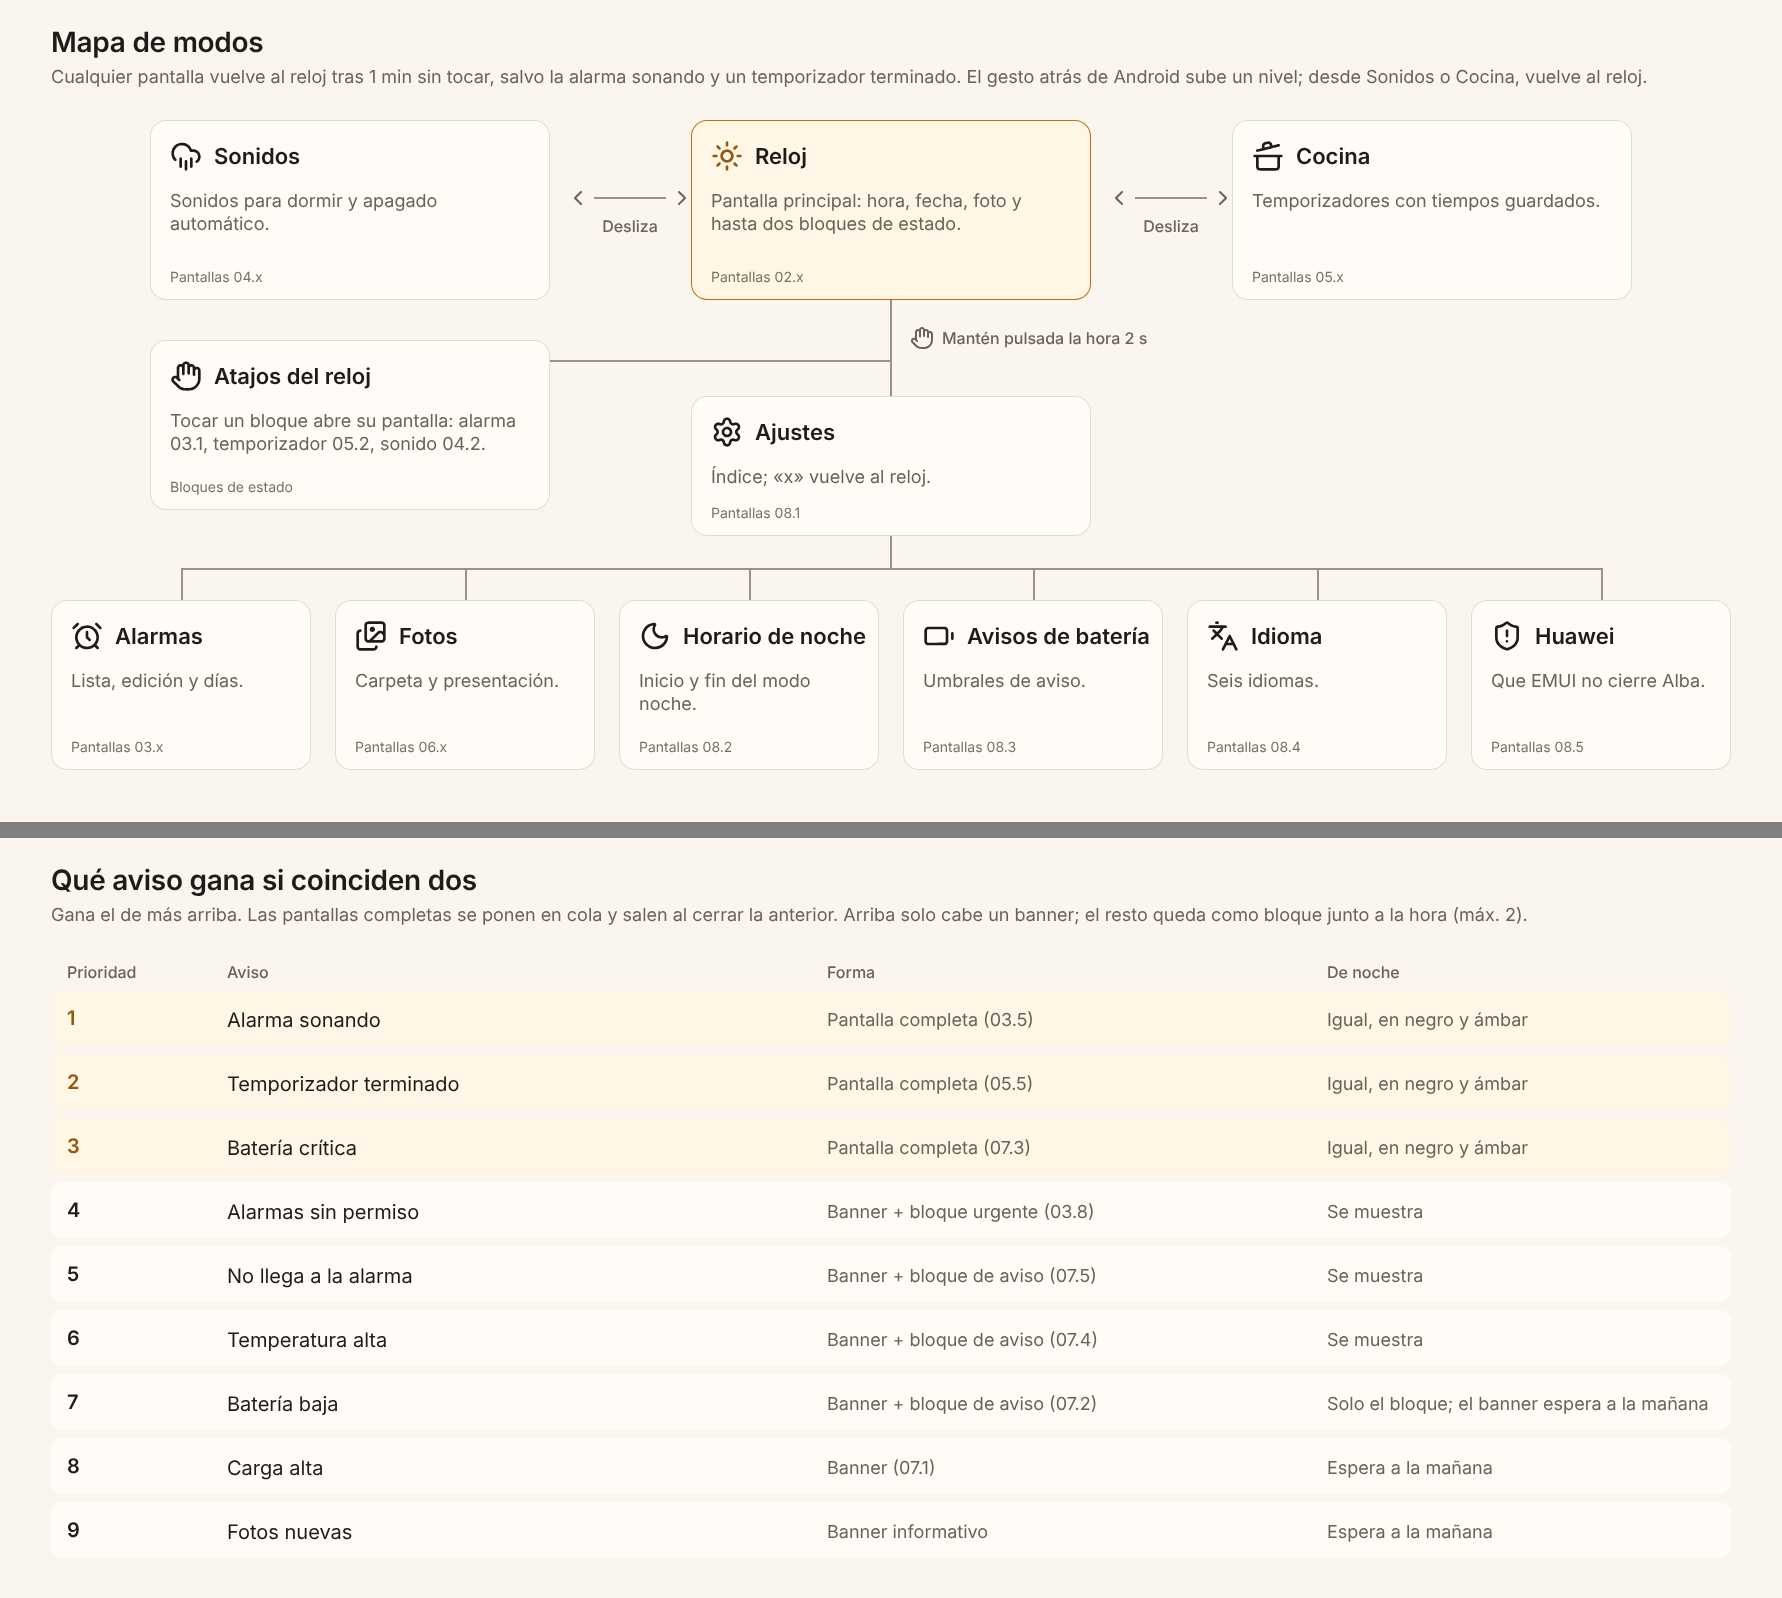 Mapa de modos
Cualquier pantalla vuelve al reloj tras 1 min sin tocar, salvo la alarma sonando y un temporizador terminado. El gesto atrás de Android sube un nivel; desde Sonidos o Cocina, vuelve al reloj.
Sonidos
Sonidos para dormir y apagado
automático.
Pantallas 04.x
Desliza
Reloj
Pantalla principal: hora, fecha, foto y
hasta dos bloques de estado.
Pantallas 02.x
Desliza
Cocina
Temporizadores con tiempos guardados.
Pantallas 05.x
Mantén pulsada la hora 2 s
Atajos del reloj
Tocar un bloque abre su pantalla: alarma
03.1, temporizador 05.2, sonido 04.2.
Bloques de estado
Ajustes
Índice; «x» vuelve al reloj.
Pantallas 08.1
Alarmas
Lista, edición y días.
Pantallas 03.x
Fotos
Carpeta y presentación.
Pantallas 06.x
Horario de noche
Inicio y fin del modo
noche.
Pantallas 08.2
Avisos de batería
Umbrales de aviso.
Pantallas 08.3
Idioma
Seis idiomas.
Pantallas 08.4
Huawei
Que EMUI no cierre Alba.
Pantallas 08.5
Qué aviso gana si coinciden dos
Gana el de más arriba. Las pantallas completas se ponen en cola y salen al cerrar la anterior. Arriba solo cabe un banner; el resto queda como bloque junto a la hora (máx. 2).
Prioridad Aviso Forma De noche
1 Alarma sonando Pantalla completa (03.5) Igual, en negro y ámbar
2 Temporizador terminado Pantalla completa (05.5) Igual, en negro y ámbar
3 Batería crítica Pantalla completa (07.3) Igual, en negro y ámbar
4 Alarmas sin permiso Banner + bloque urgente (03.8) Se muestra
5 No llega a la alarma Banner + bloque de aviso (07.5) Se muestra
6 Temperatura alta Banner + bloque de aviso (07.4) Se muestra
7 Batería baja Banner + bloque de aviso (07.2) Solo el bloque; el banner espera a la mañana
8 Carga alta Banner (07.1) Espera a la mañana
9 Fotos nuevas Banner informativo Espera a la mañana